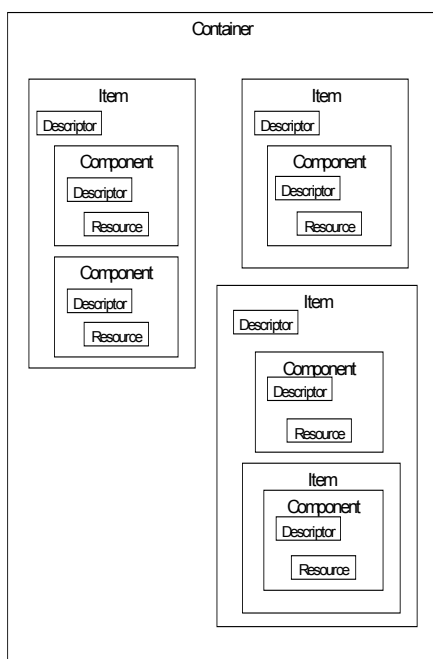 Container
Item
Descriptor
Component
Descriptor
Resource
Component
Descriptor
Resource
Item
Descriptor
Component
Descriptor
Resource
Item
Descriptor
Component
Descriptor
Resource
Item
Component
Descriptor
Resource